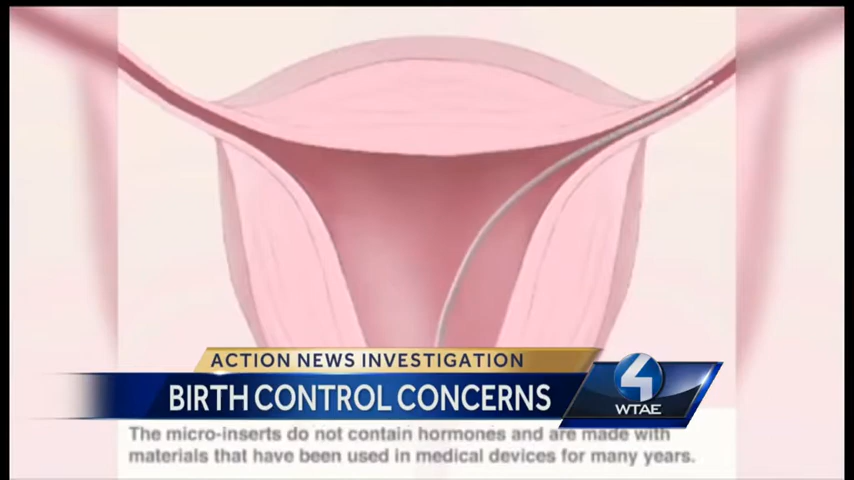 ACTION NEWS INVESTIGATION
BIRTH CONTROL CONCERNS
4
WTAE
The micro-inserts do not contain hormones and are made with
materials that have been used in medical devices for many years.